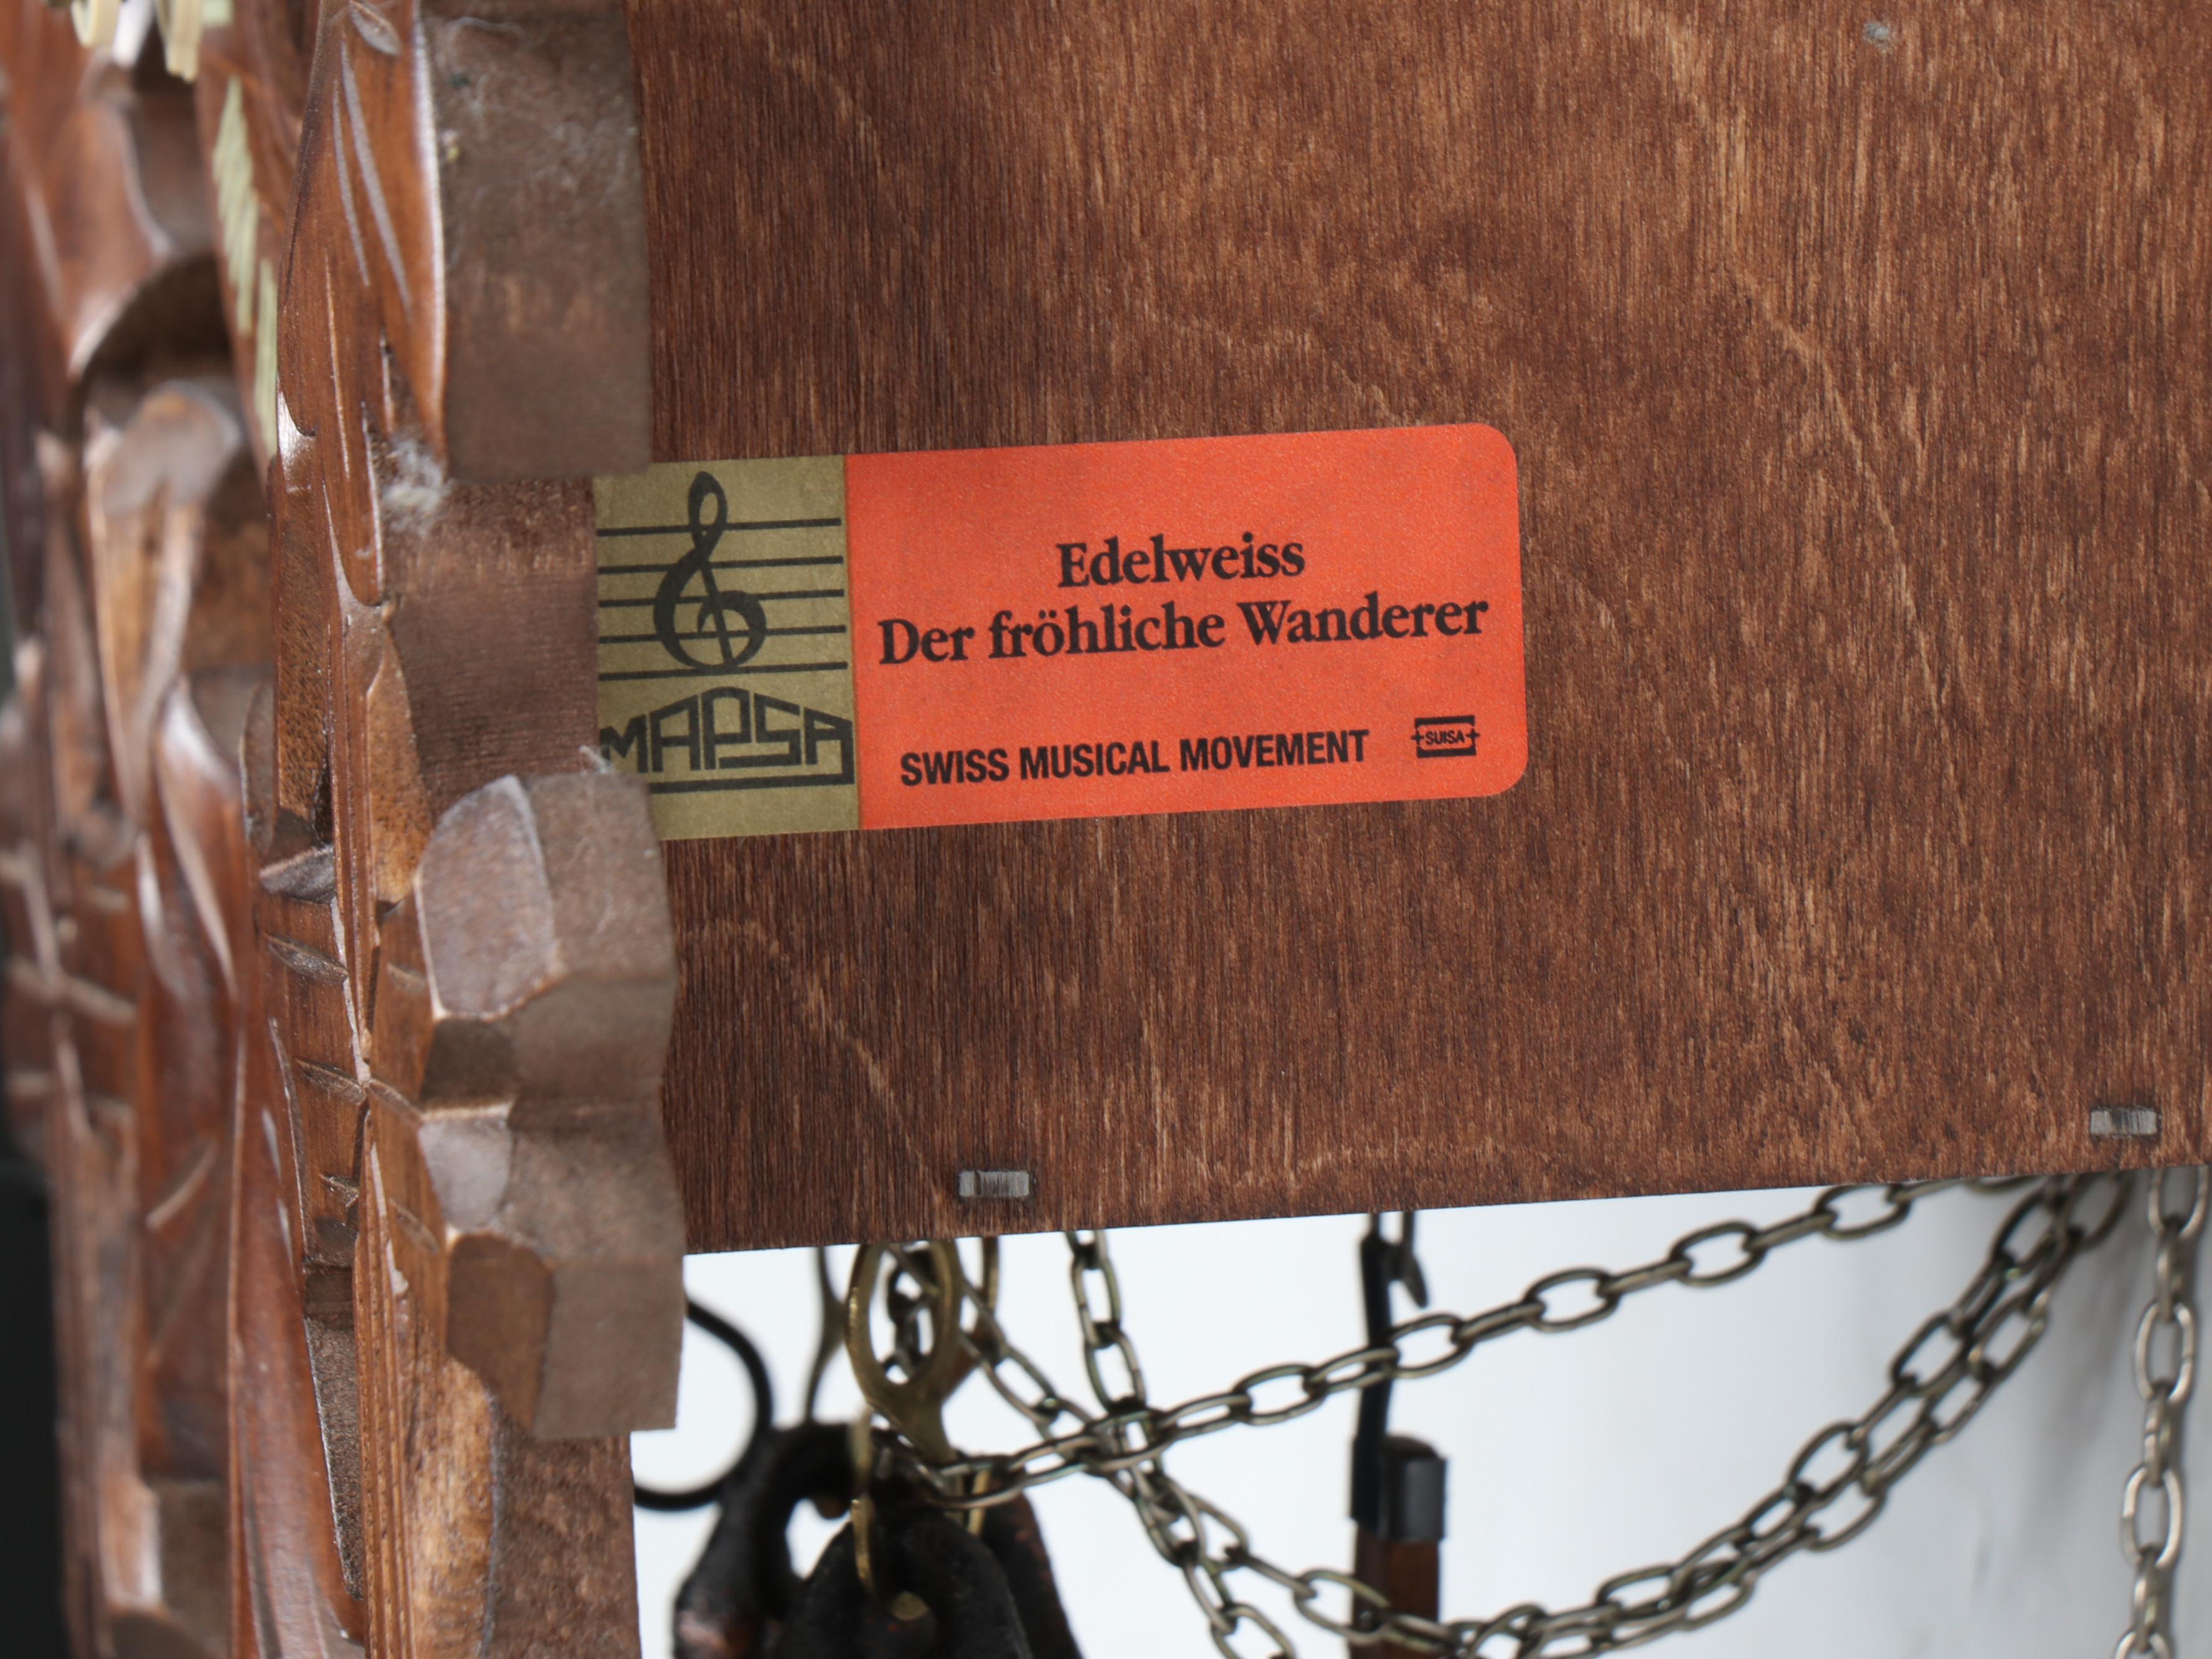 MAPSA
Edelweiss
Der fröhliche Wanderer
SWISS MUSICAL MOVEMENT
SUISA